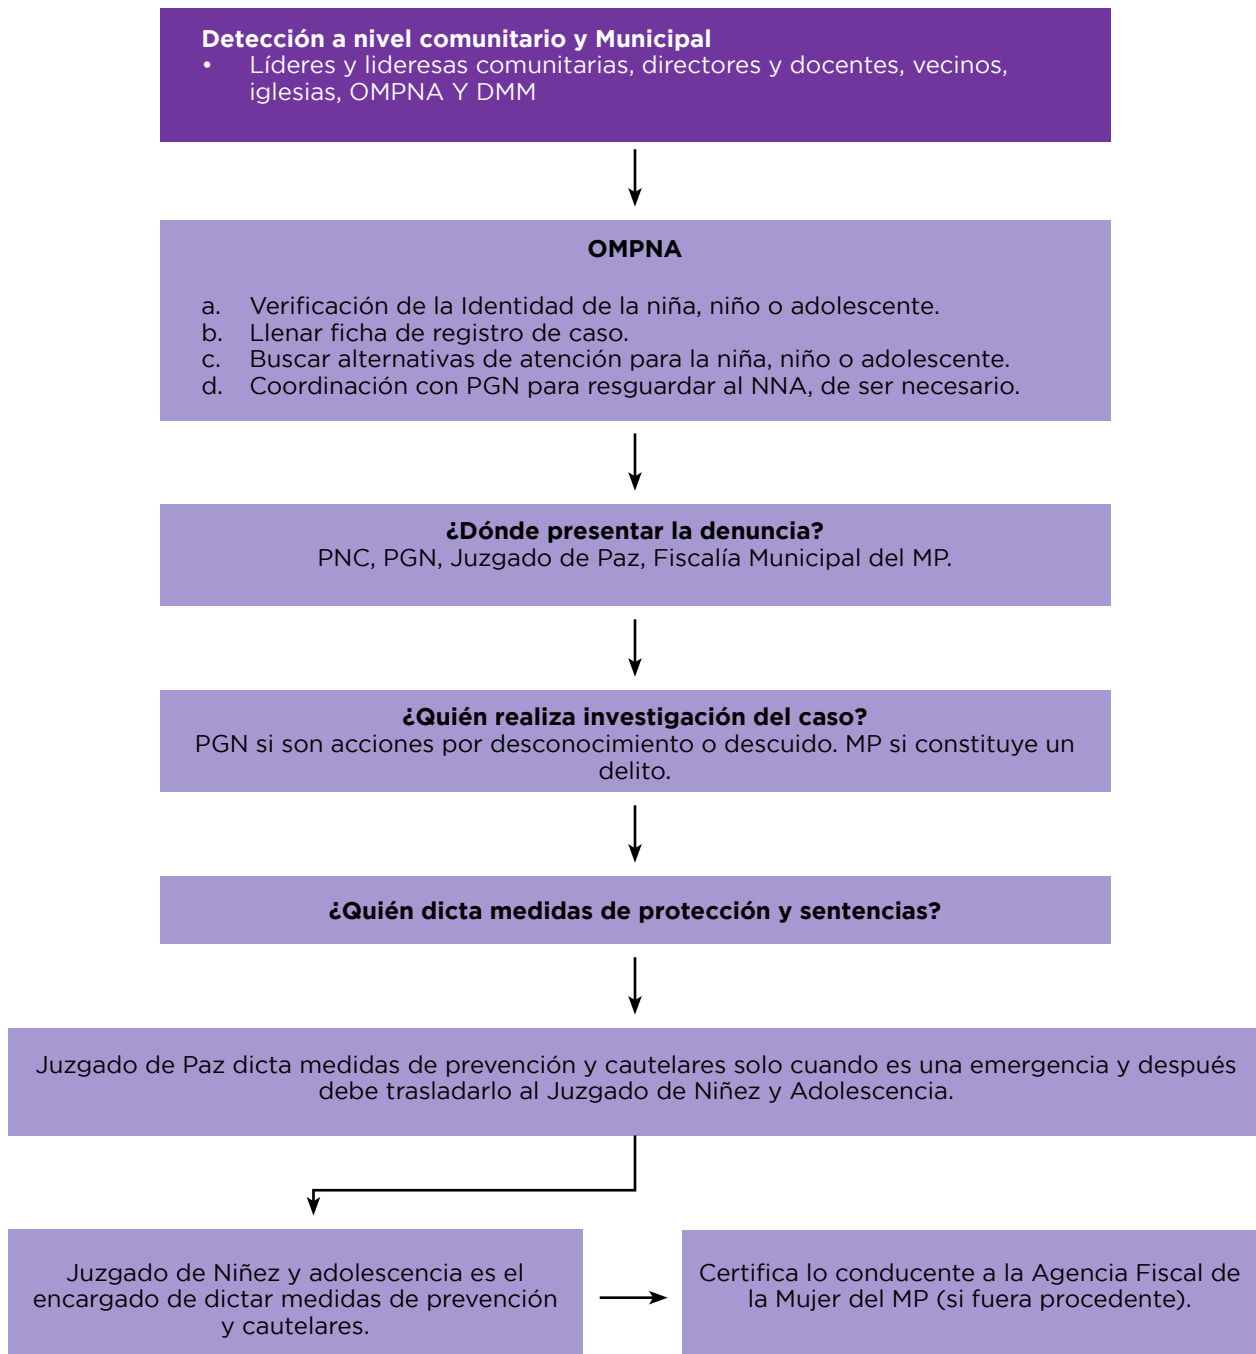 Detección a nivel comunitario y Municipal
• Líderes y lideresas comunitarias, directores y docentes, vecinos,
iglesias, OMPNA Y DMM
OMPNA
a. Verificación de la Identidad de la niña, niño o adolescente.
b. Llenar ficha de registro de caso.
c. Buscar alternativas de atención para la niña, niño o adolescente.
d. Coordinación con PGN para resguardar al NNA, de ser necesario.
¿Dónde presentar la denuncia?
PNC, PGN, Juzgado de Paz, Fiscalía Municipal del MP.
¿Quién realiza investigación del caso?
PGN si son acciones por desconocimiento o descuido. MP si constituye un
delito.
¿Quién dicta medidas de protección y sentencias?
Juzgado de Paz dicta medidas de prevención y cautelares solo cuando es una emergencia y después
debe trasladarlo al Juzgado de Niñez y Adolescencia.
Juzgado de Niñez y adolescencia es el
encargado de dictar medidas de prevención
y cautelares.
Certifica lo conducente a la Agencia Fiscal de
la Mujer del MP (si fuera procedente).